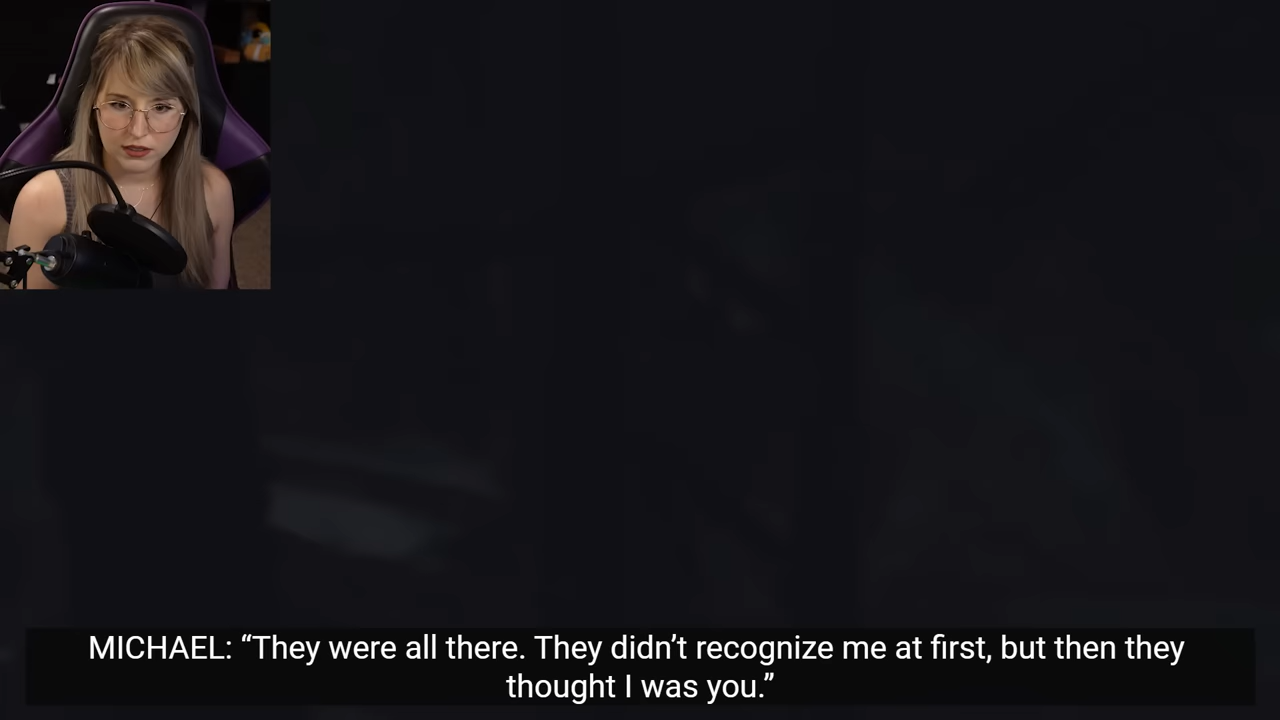 MICHAEL: “They were all there. They didn’t recognize me at first, but then they
thought I was you.”